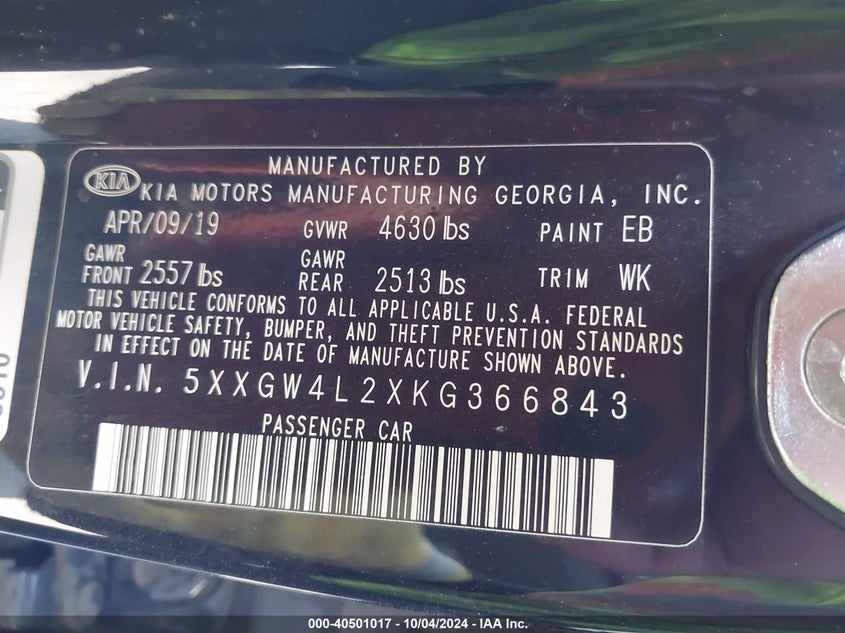 MANUFACTURED BY
KIA KIA MOTORS MANUFACTURING GEORGIA, INC.
APR/09/19 GVWR 4630 lbs PAINT EB
GAWR FRONT 2557 lbs GAWR REAR 2513 lbs TRIM WK
THIS VEHICLE CONFORMS TO ALL APPLICABLE U.S.A. FEDERAL
MOTOR VEHICLE SAFETY, BUMPER, AND THEFT PREVENTION STANDARDS
IN EFFECT ON THE DATE OF MANUFACTURE SHOWN ABOVE.
V.I.N. 5XXGW4L2XKG366843
PASSENGER CAR
000-40501017 - 10/04/2024 - IAA Inc.